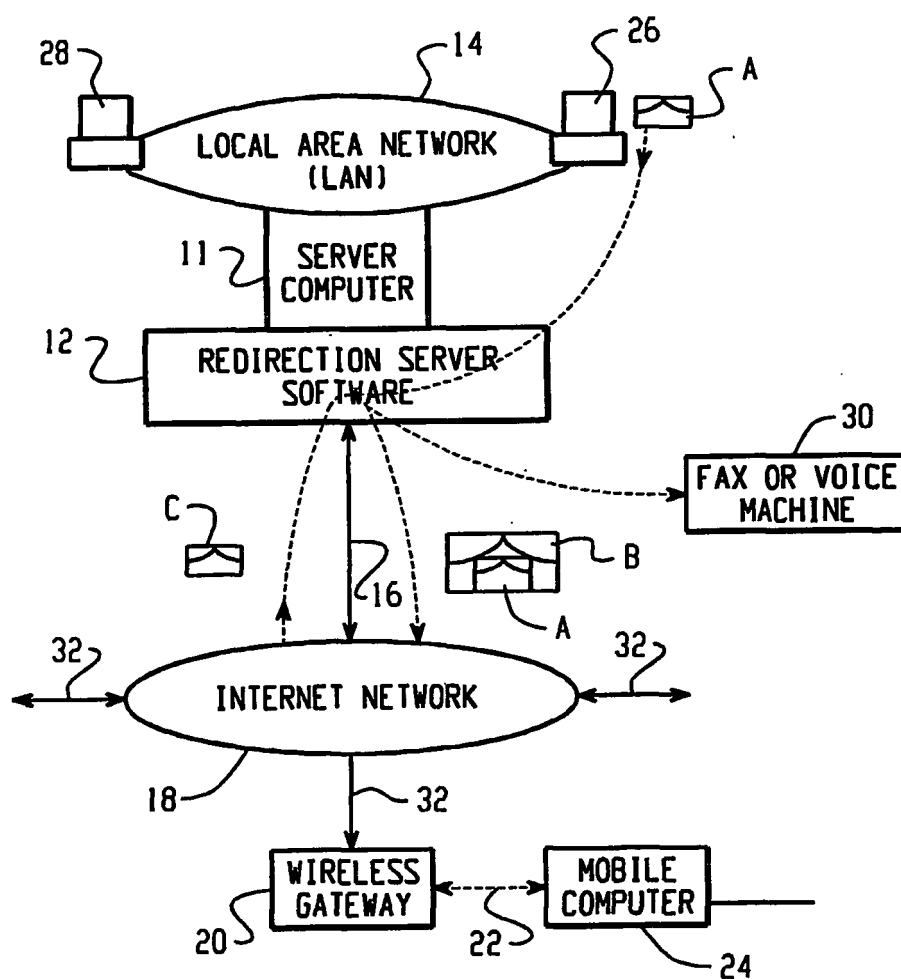 28
14
26
A
LOCAL AREA NETWORK
(LAN)
11
SERVER
COMPUTER
12
REDIRECTION SERVER
SOFTWARE
30
FAX OR VOICE
MACHINE
C
16
B
A
32
32
INTERNET NETWORK
18
32
WIRELESS
GATEWAY
MOBILE
COMPUTER
20
22
24